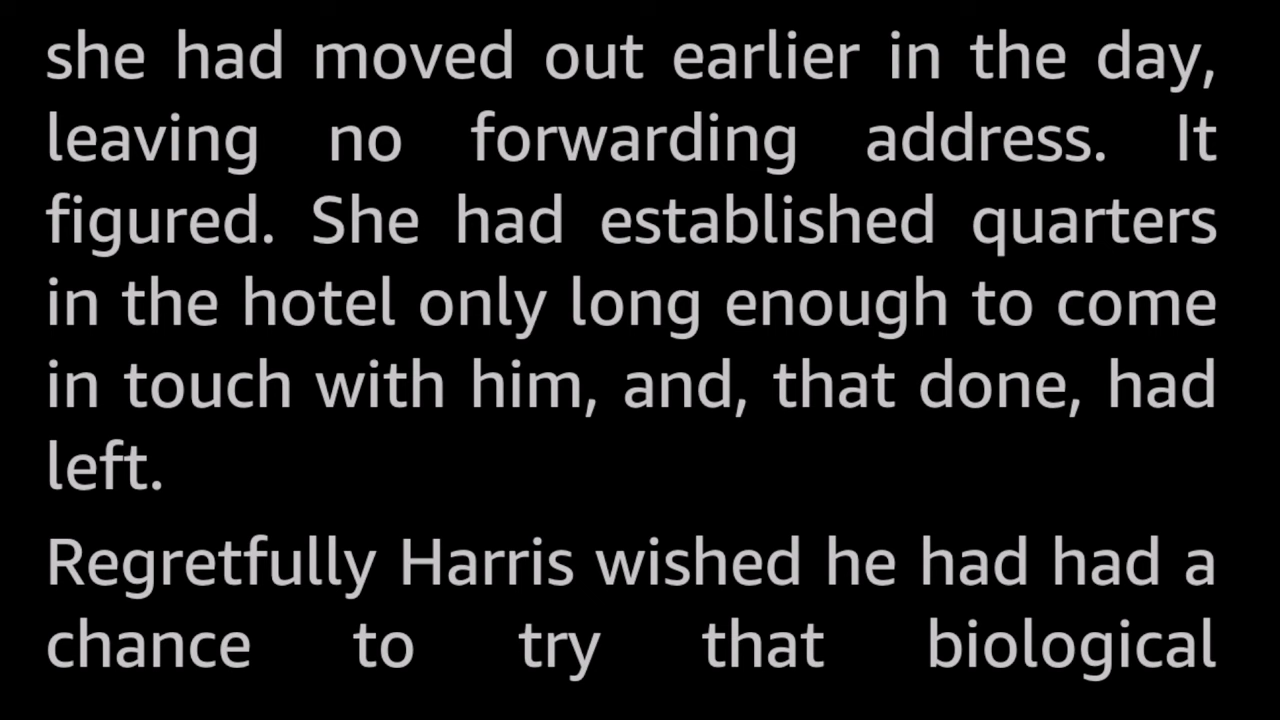 she had moved out earlier in the day,
leaving no forwarding address. It
figured. She had established quarters
in the hotel only long enough to come
in touch with him, and, that done, had
left.
Regretfully Harris wished he had had a
chance to try that biological